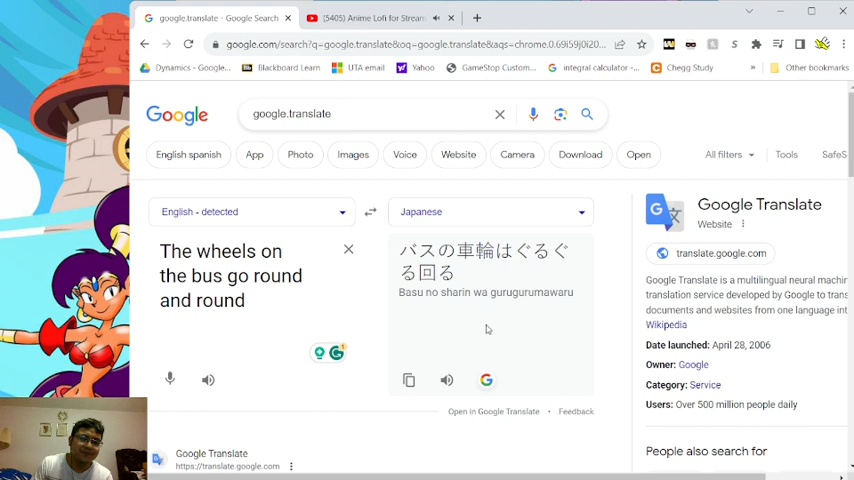 google.translate - Google Search
(5405) Anime Lofi for Stream
google.com/search?q=google.translate&oq=google.translate&aqs=chrome.0.69i59j0i20...
Dynamics - Google...
Blackboard Learn
UTA email
Yahoo
GameStop Custom...
integral calculator -...
Chegg Study
»
Other bookmarks
Google
google.translate
English spanish
App
Photo
Images
Voice
Website
Camera
Download
Open
All filters
Tools
SafeS
English - detected
Japanese
The wheels on
the bus go round
and round
バスの車輪はぐるぐ
る回る
Basu no sharin wa gurugurumawaru
Open in Google Translate • Feedback
Google Translate
https://translate.google.com
Google Translate
Website
translate.google.com
Google Translate is a multilingual neural machin
translation service developed by Google to trans
documents and websites from one language int
Wikipedia
Date launched: April 28, 2006
Owner: Google
Category: Service
Users: Over 500 million people daily
People also search for